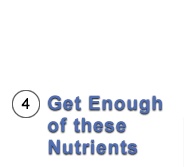 4 Get Enough
of these
Nutrients